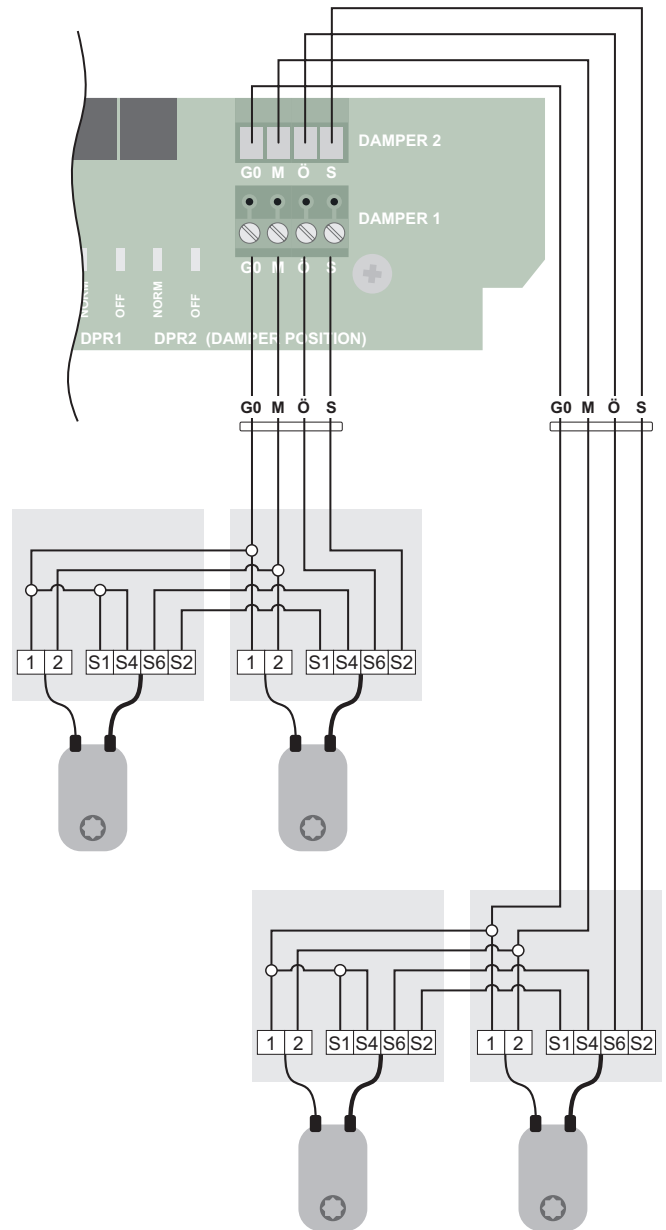 DAMPER 2
G0 M Ö S
DAMPER 1
G0 M Ö S
NORM OFF NORM OFF
DPR1 DPR2 (DAMPER POSITION)
G0 M Ö S G0 M Ö S
1 2 S1 S4 S6 S2 1 2 S1 S4 S6 S2
1 2 S1 S4 S6 S2 1 2 S1 S4 S6 S2